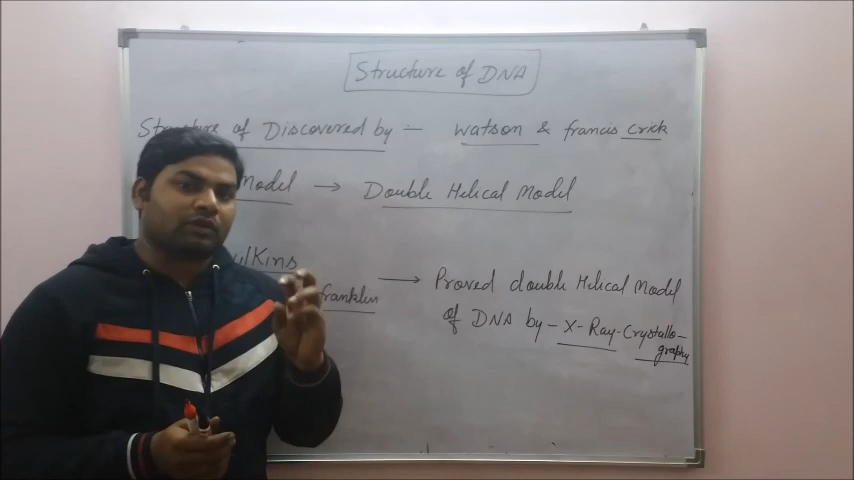 Structure of DNA
Structure of Discovered by - Watson & francis Crick
Model → Double Helical Model
franklin → Proved double Helical Model
of DNA by - X-Ray-Crystallo-
graphy